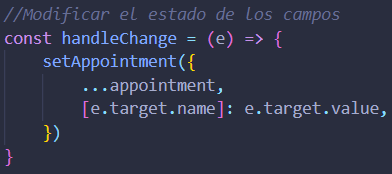 //Modificar el estado de los campos
const handleChange = (e) => {
    setAppointment({
        ...appointment,
        [e.target.name]: e.target.value,
    })
}